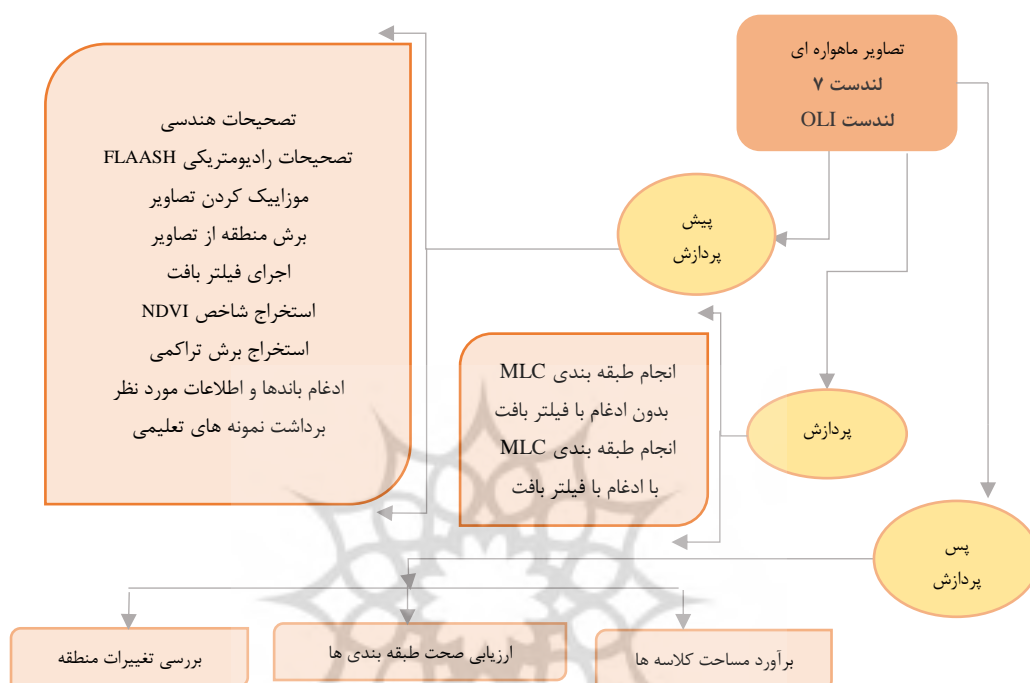 تصاویر ماهواره ای
لندست ۷
لندست OLI
پیش
پردازش
تصحیحات هندسی
تصحیحات رادیومتریکی FLAASH
موزاییک کردن تصاویر
برش منطقه از تصاویر
اجرای فیلتر بافت
استخراج شاخص NDVI
استخراج برش تراکمی
ادغام باندها و اطلاعات مورد نظر
برداشت نمونه های تعلیمی
پردازش
انجام طبقه بندی MLC
بدون ادغام با فیلتر بافت
انجام طبقه بندی MLC
با ادغام با فیلتر بافت
پس
پردازش
برآورد مساحت کلاسه ها
ارزیابی صحت طبقه بندی ها
بررسی تغییرات منطقه